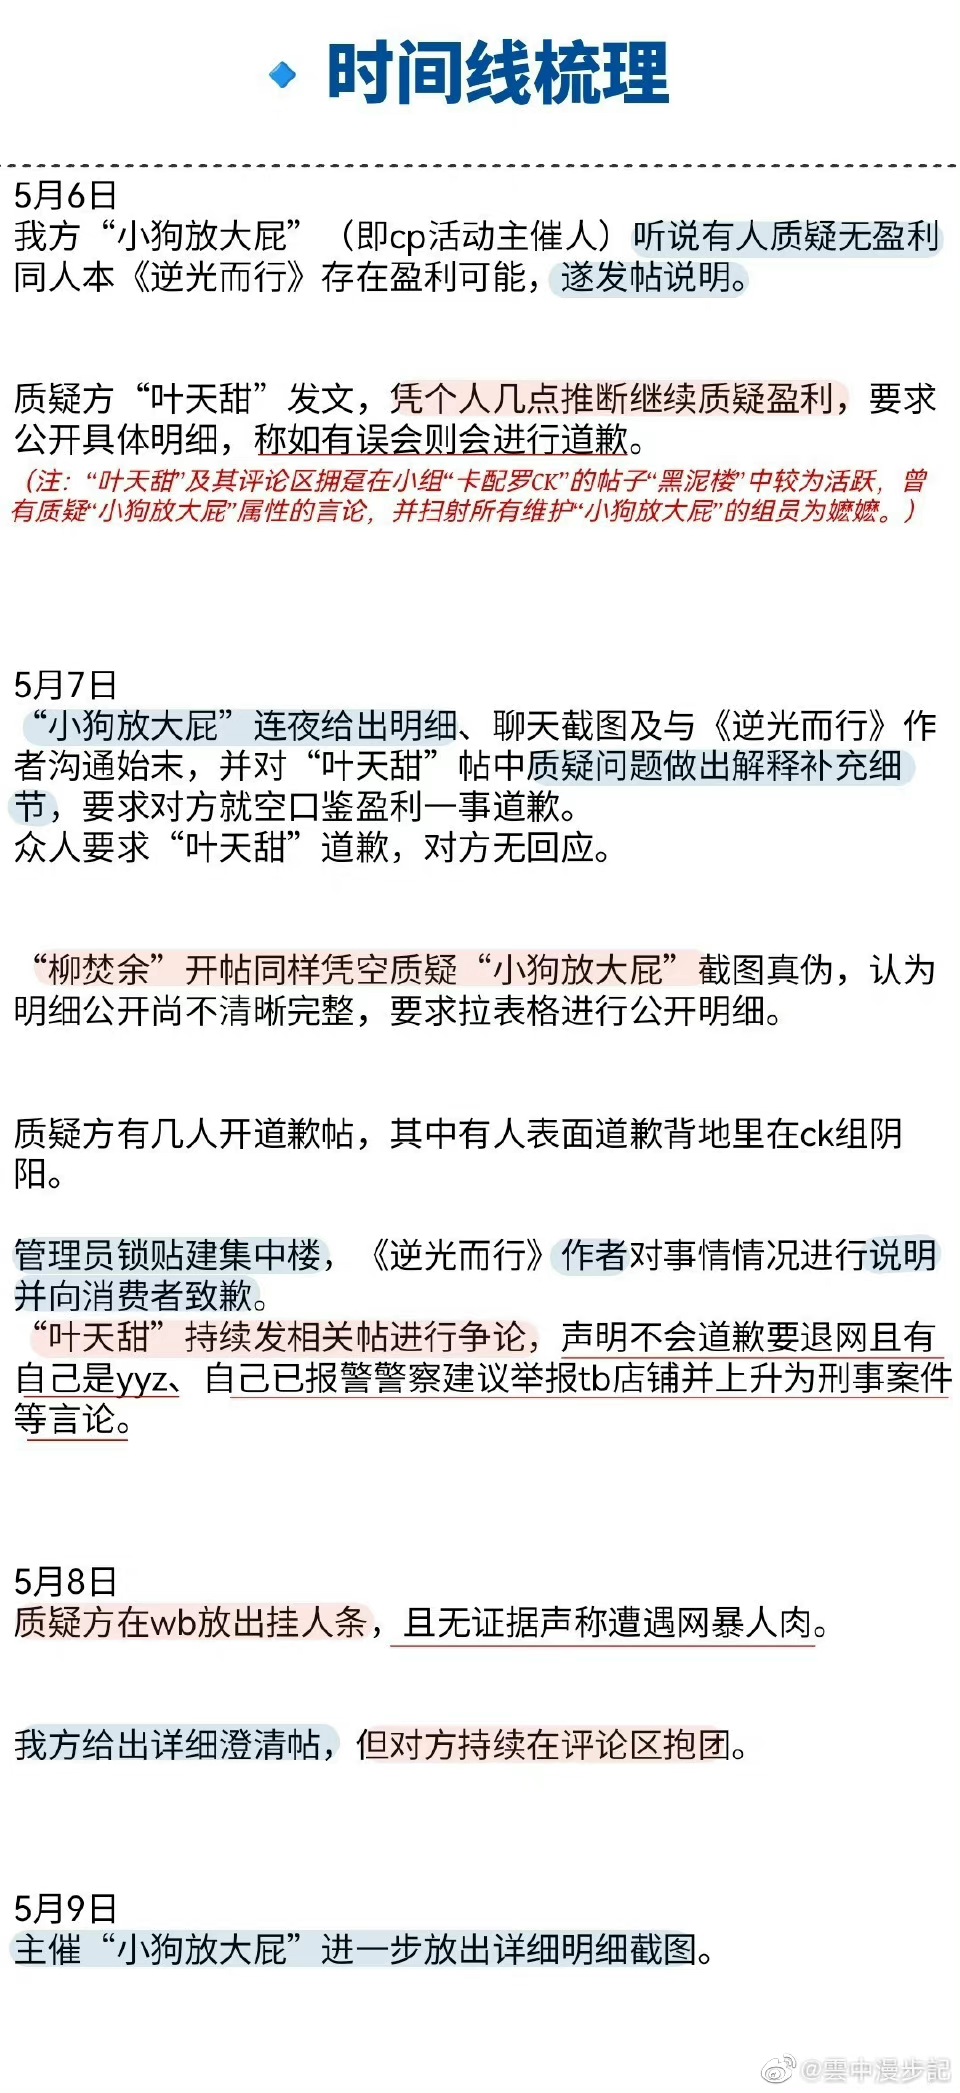 时间线梳理
5月6日
我方“小狗放大屁”（即cp活动主催人）听说有人质疑无盈利
同人本《逆光而行》存在盈利可能，遂发帖说明。
质疑方“叶天甜”发文，凭个人几点推断继续质疑盈利，要求
公开具体明细，称如有误会则会进行道歉。
（注：“叶天甜”及其评论区拥趸在小组“卡配罗CK”的帖子“黑泥楼”中较为活跃，曾
有质疑“小狗放大屁”属性的言论，并扫射所有维护“小狗放大屁”的组员为嬷嬷。）
5月7日
“小狗放大屁”连夜给出明细、聊天截图及与《逆光而行》作
者沟通始末，并对“叶天甜”帖中质疑问题做出解释补充细
节，要求对方就空口鉴盈利一事道歉。
众人要求“叶天甜”道歉，对方无回应。
“柳焚余”开帖同样凭空质疑“小狗放大屁”截图真伪，认为
明细公开尚不清晰完整，要求拉表格进行公开明细。
质疑方有几人开道歉帖，其中有人表面道歉背地里在ck组阴
阳。
管理员锁贴建集中楼，《逆光而行》作者对事情情况进行说明
并向消费者致歉。
“叶天甜”持续发相关帖进行争论，声明不会道歉要退网且有
自己是yyz、自己已报警警察建议举报tb店铺并上升为刑事案件
等言论。
5月8日
质疑方在wb放出挂人条，且无证据声称遭遇网暴人肉。
我方给出详细澄清帖，但对方持续在评论区抱团。
5月9日
主催“小狗放大屁”进一步放出详细明细截图。
@雲中漫步記